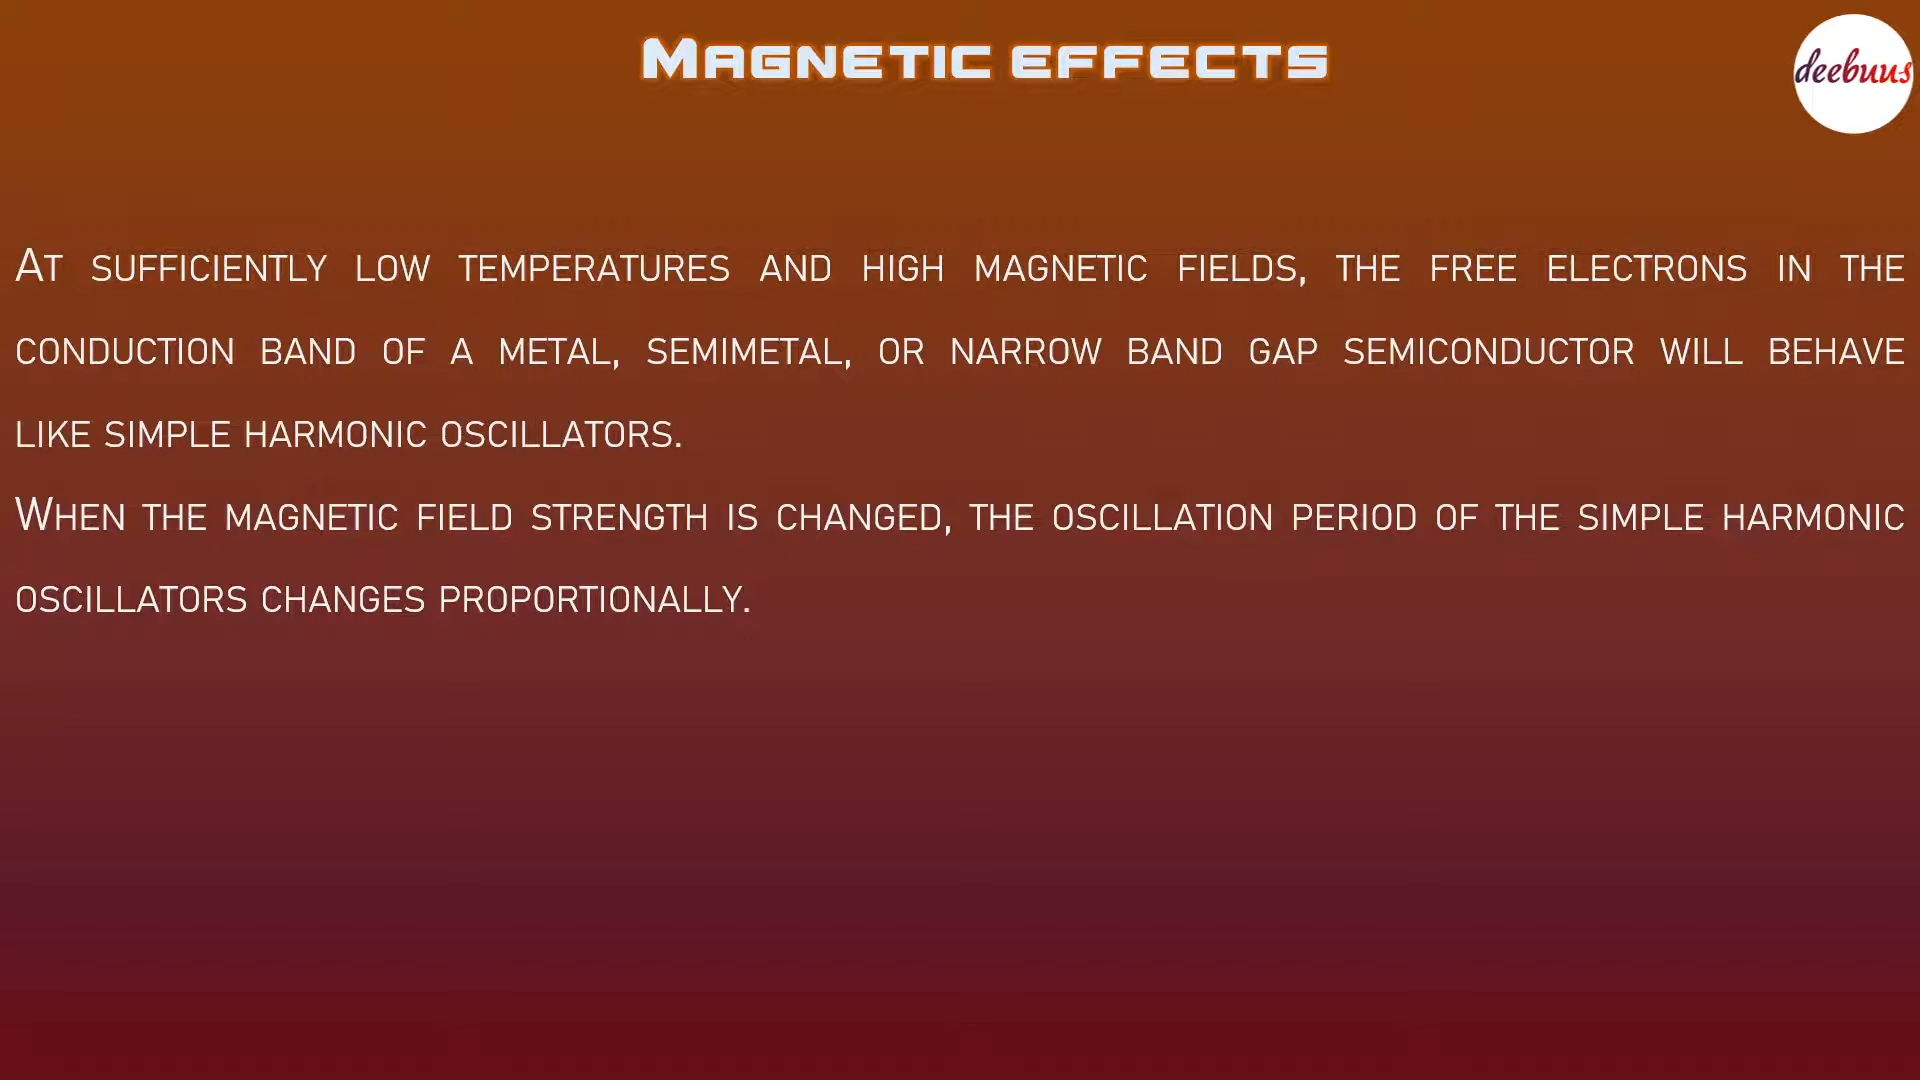 Magnetic effects
deebuus
At sufficiently low temperatures and high magnetic fields, the free electrons in the
conduction band of a metal, semimetal, or narrow band gap semiconductor will behave
like simple harmonic oscillators.
When the magnetic field strength is changed, the oscillation period of the simple harmonic
oscillators changes proportionally.